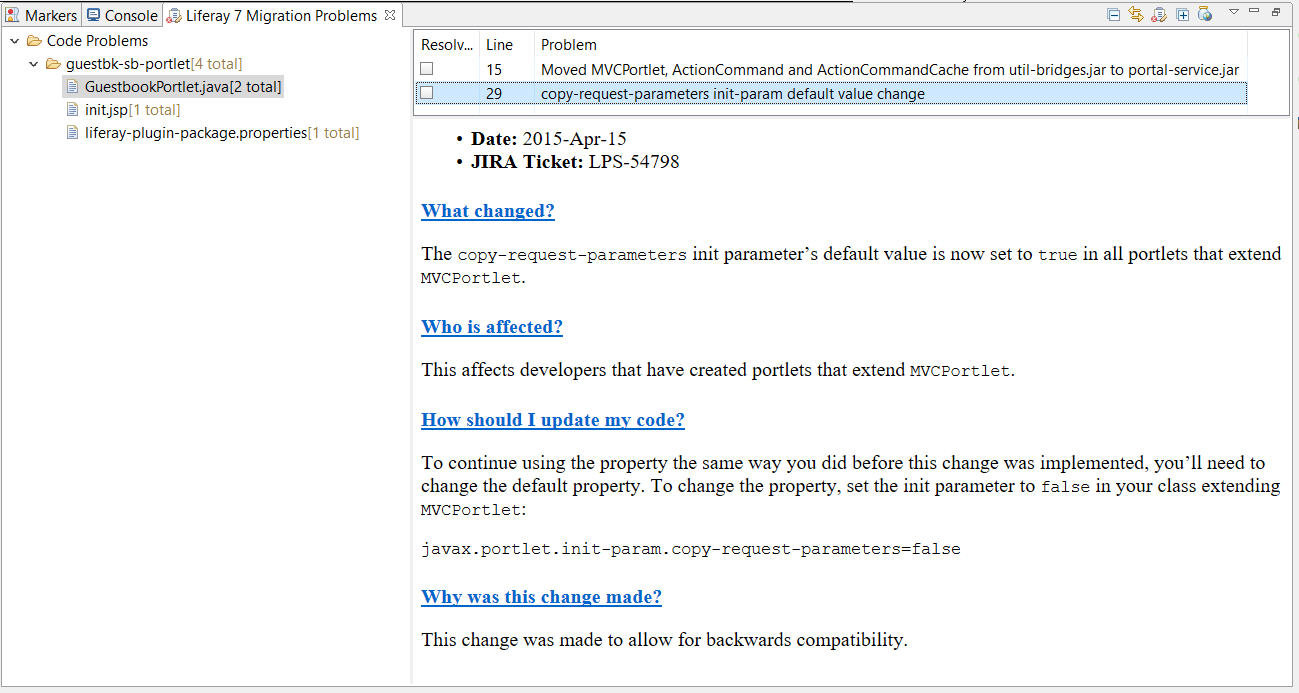 Markers Console Liferay 7 Migration Problems
Code Problems
guestbk-sb-portlet[4 total]
GuestbookPortlet.java[2 total]
init.jsp[1 total]
liferay-plugin-package.properties[1 total]
Resolv... Line Problem
15 Moved MVCPortlet, ActionCommand and ActionCommandCache from util-bridges.jar to portal-service.jar
29 copy-request-parameters init-param default value change
• Date: 2015-Apr-15
• JIRA Ticket: LPS-54798
What changed?
The copy-request-parameters init parameter’s default value is now set to true in all portlets that extend
MVCPortlet.
Who is affected?
This affects developers that have created portlets that extend MVCPortlet.
How should I update my code?
To continue using the property the same way you did before this change was implemented, you’ll need to
change the default property. To change the property, set the init parameter to false in your class extending
MVCPortlet:
javax.portlet.init-param.copy-request-parameters=false
Why was this change made?
This change was made to allow for backwards compatibility.